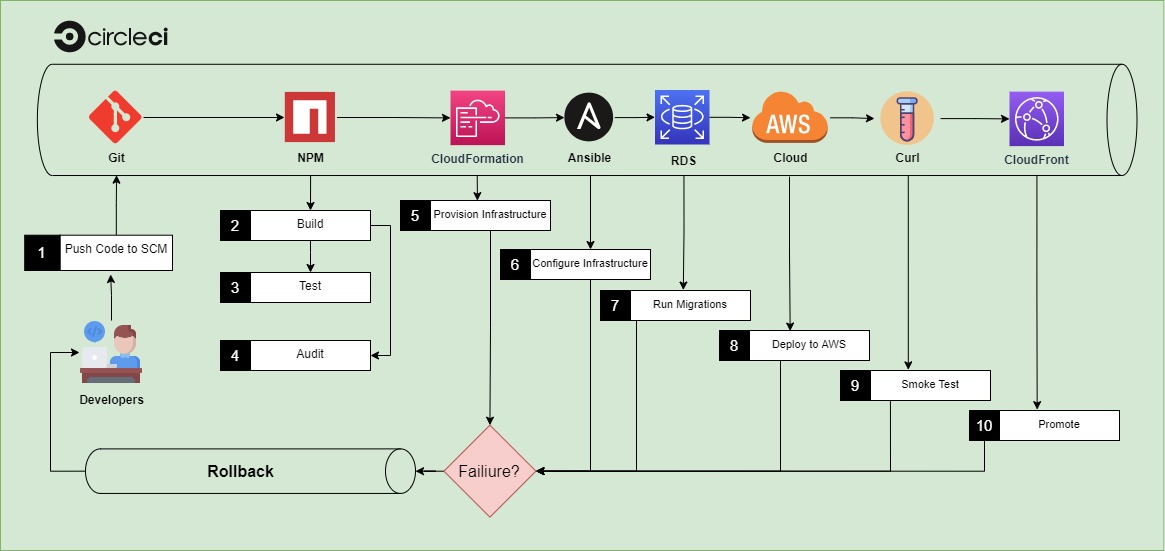 circleci
Git
NPM
CloudFormation
Ansible
RDS
AWS
Cloud
Curl
CloudFront
1 Push Code to SCM
2 Build
3 Test
4 Audit
5 Provision Infrastructure
6 Configure Infrastructure
7 Run Migrations
8 Deploy to AWS
9 Smoke Test
10 Promote
</>
Developers
Rollback
Failiure?